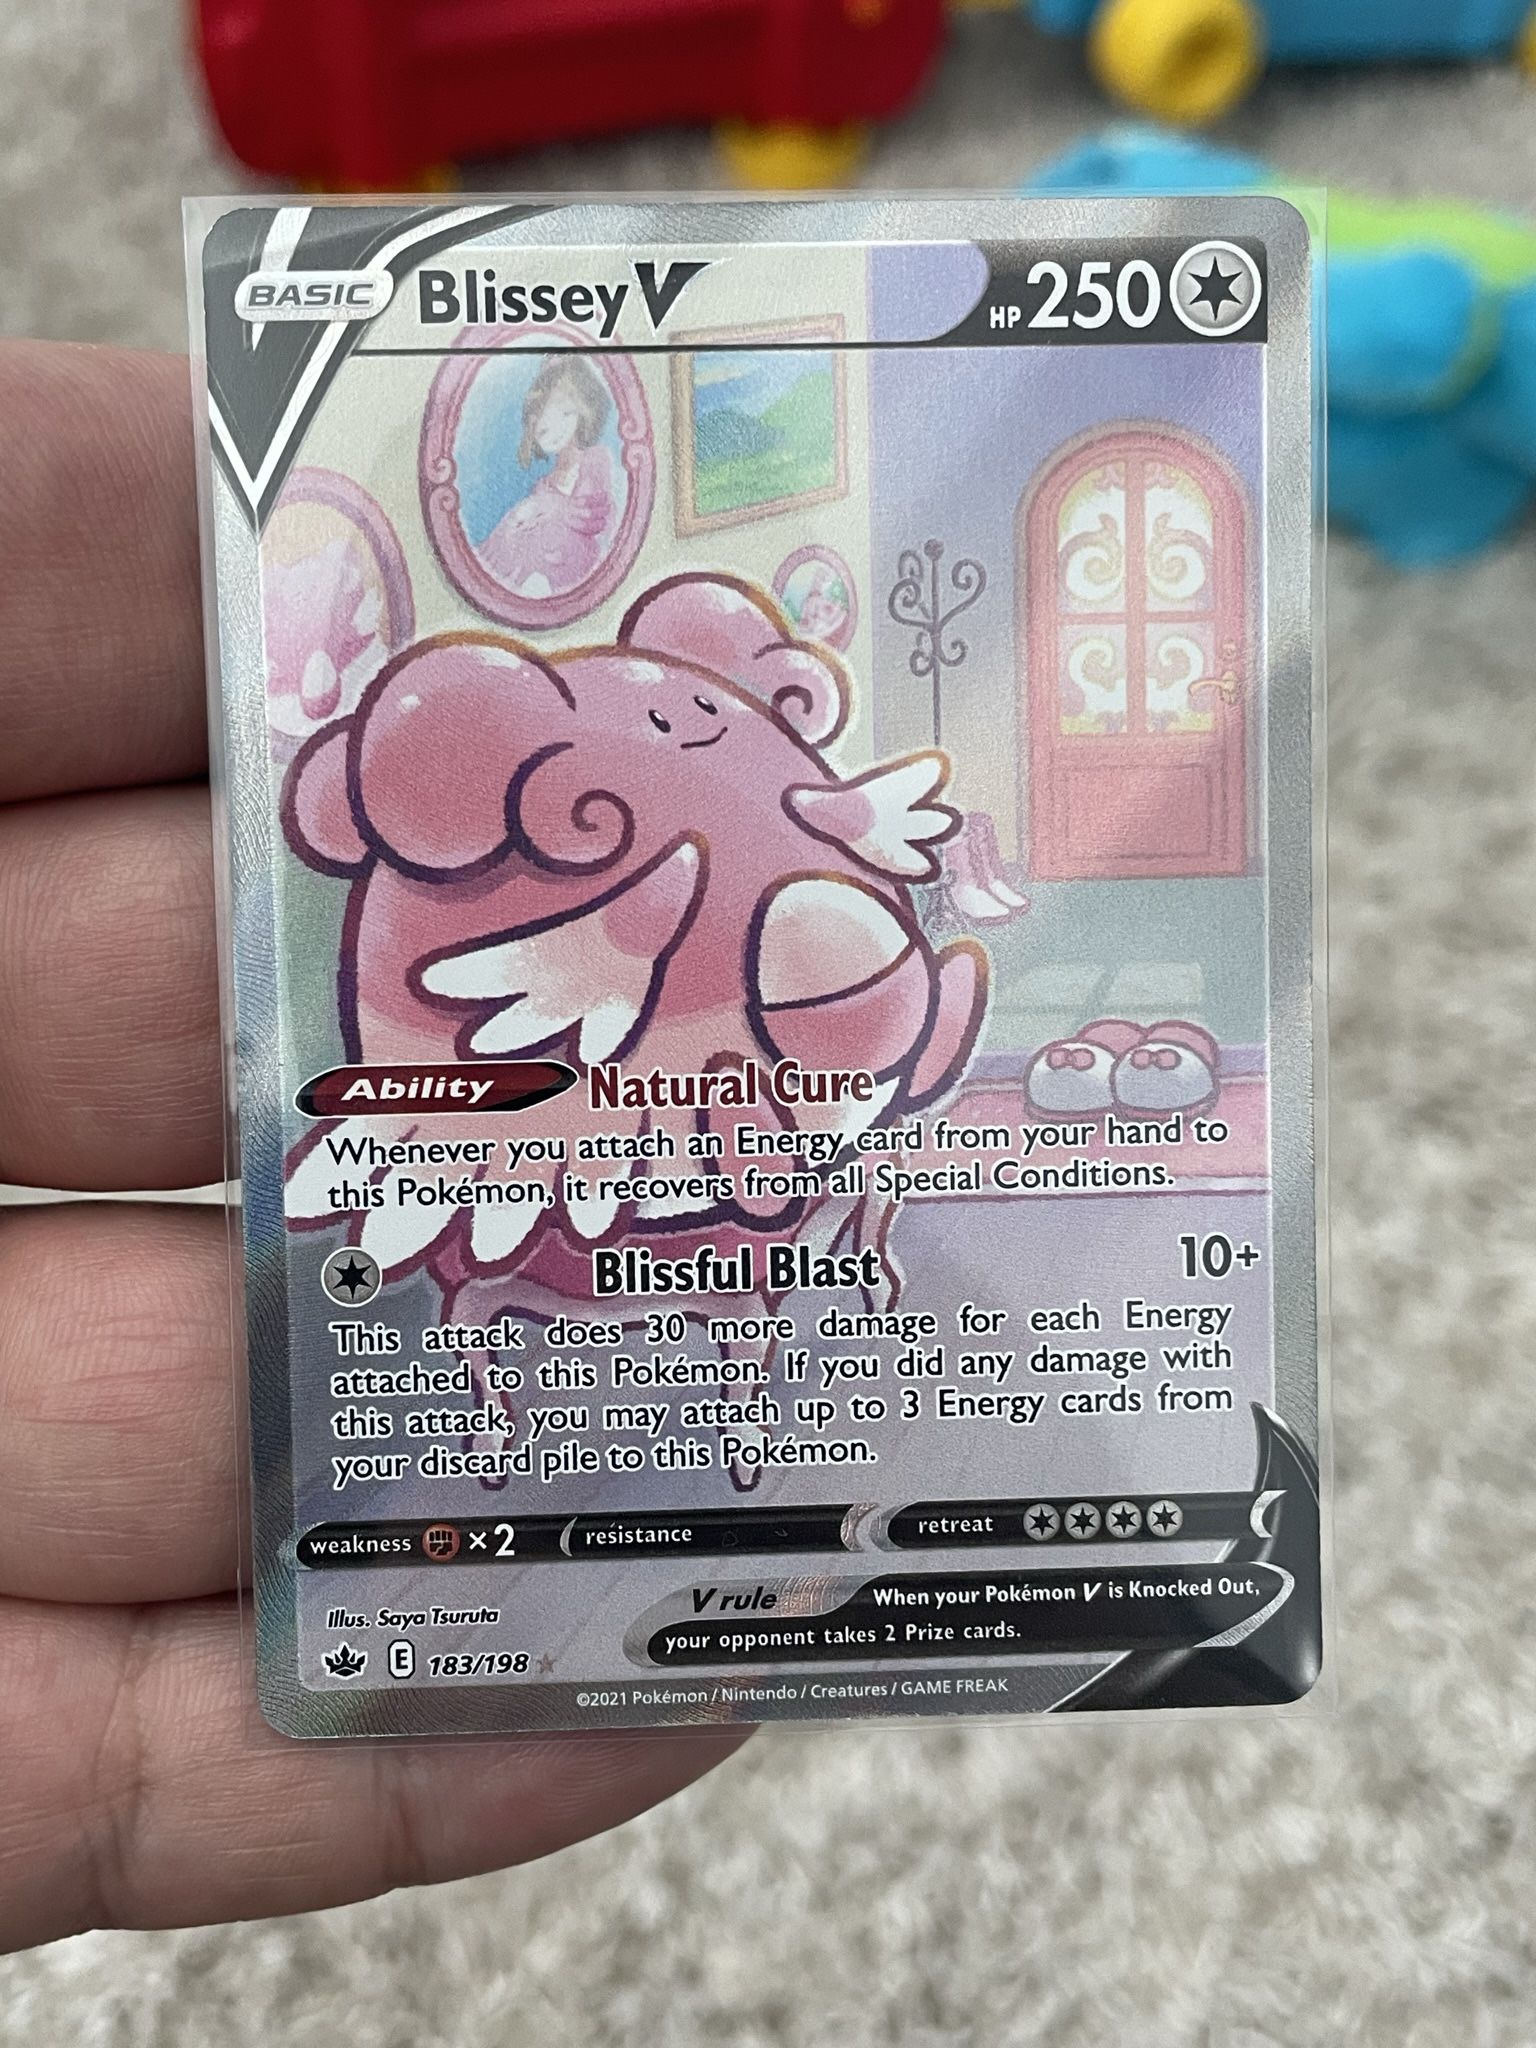 BASIC Blissey V HP 250
Ability Natural Cure
Whenever you attach an Energy card from your hand to
this Pokémon, it recovers from all Special Conditions.
Blissful Blast 10+
This attack does 30 more damage for each Energy
attached to this Pokémon. If you did any damage with
this attack, you may attach up to 3 Energy cards from
your discard pile to this Pokémon.
weakness ×2 resistance retreat
V rule When your Pokémon V is Knocked Out,
your opponent takes 2 Prize cards.
Illus. Saya Tsuruta
E 183/198
©2021 Pokémon / Nintendo / Creatures / GAME FREAK